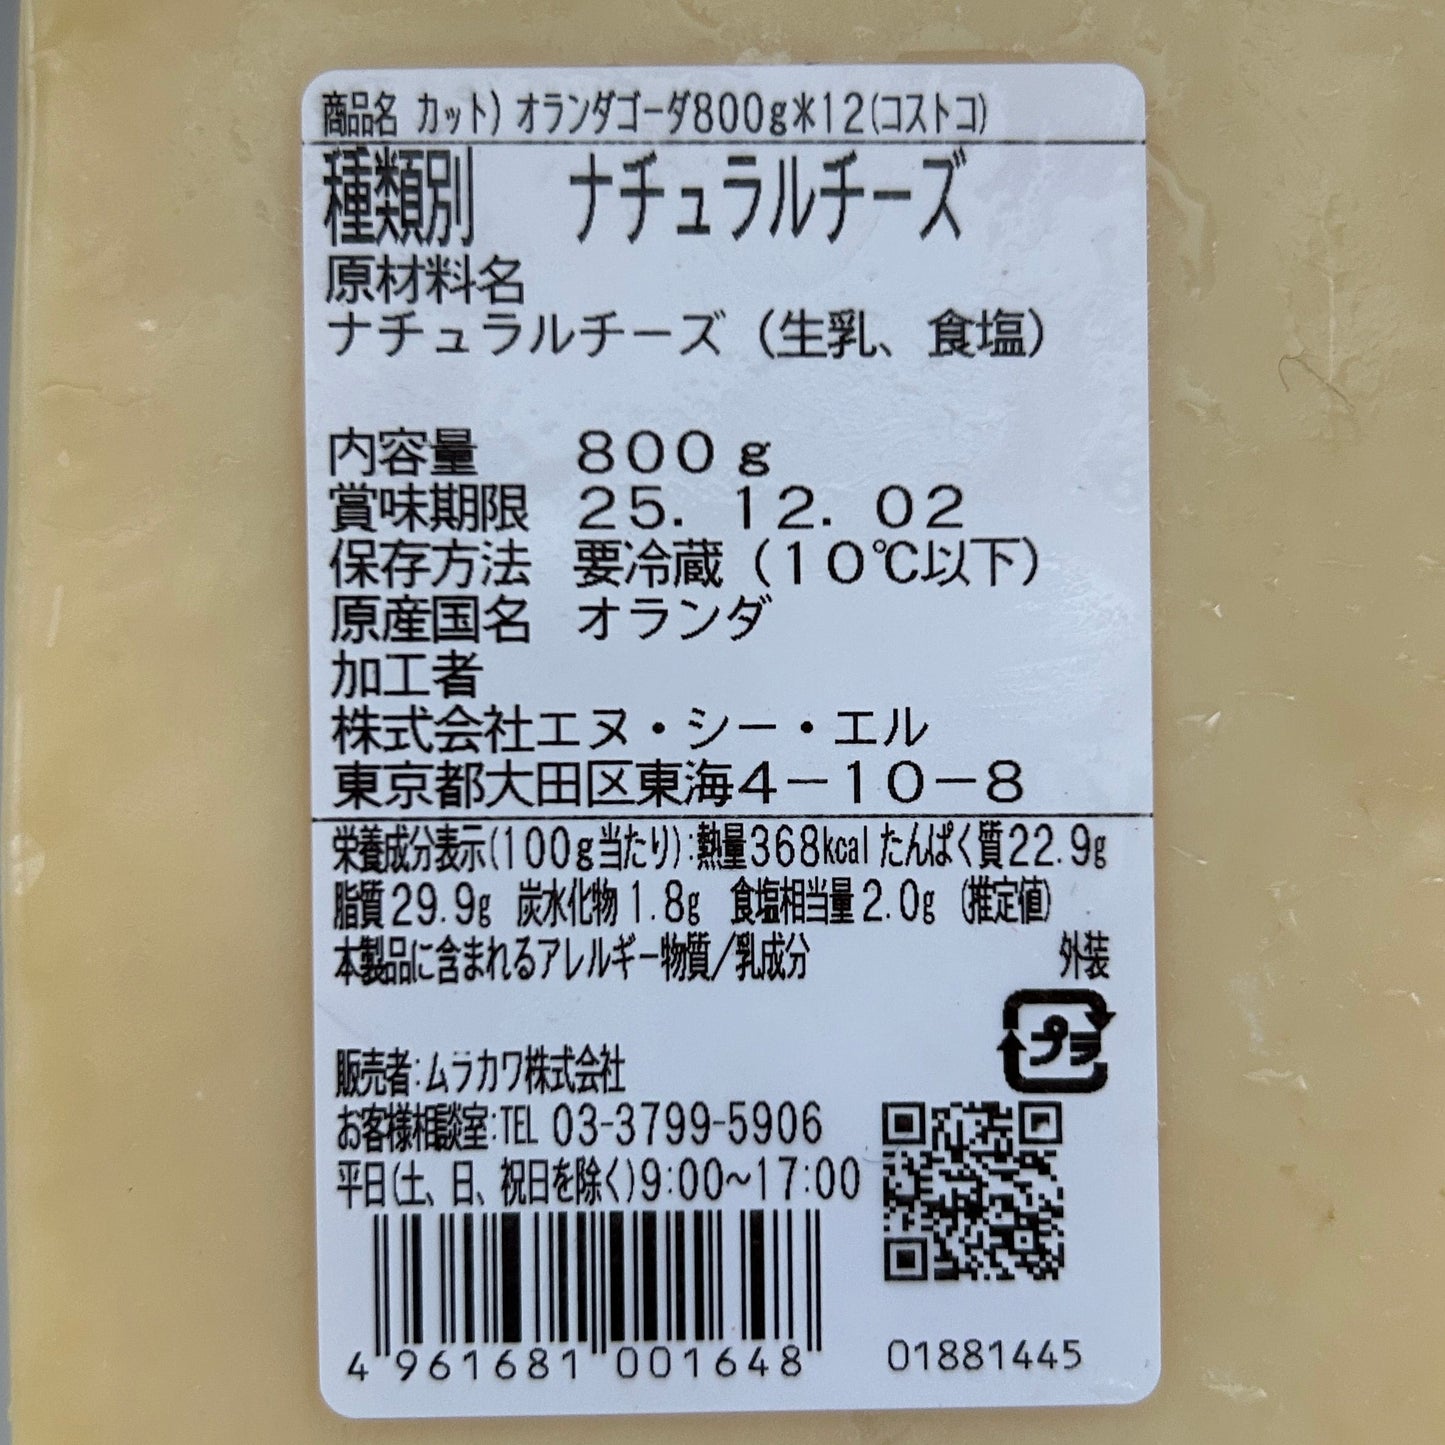 商品名 カット) オランダゴーダ800g＊12(コストコ)
種類別 ナチュラルチーズ
原材料名
ナチュラルチーズ（生乳、食塩）
内容量 800g
賞味期限 25. 12. 02
保存方法 要冷蔵（10℃以下）
原産国名 オランダ
加工者
株式会社エヌ・シー・エル
東京都大田区東海4－10－8
栄養成分表示(100g当たり):熱量368kcal たんぱく質22.9g
脂質29.9g 炭水化物1.8g 食塩相当量2.0g (推定値)
本製品に含まれるアレルギー物質/乳成分 外装
プラ
販売者:ムラカワ株式会社
お客様相談室:TEL 03-3799-5906
平日(土、日、祝日を除く)9:00~17:00
4 961681 001648
01881445